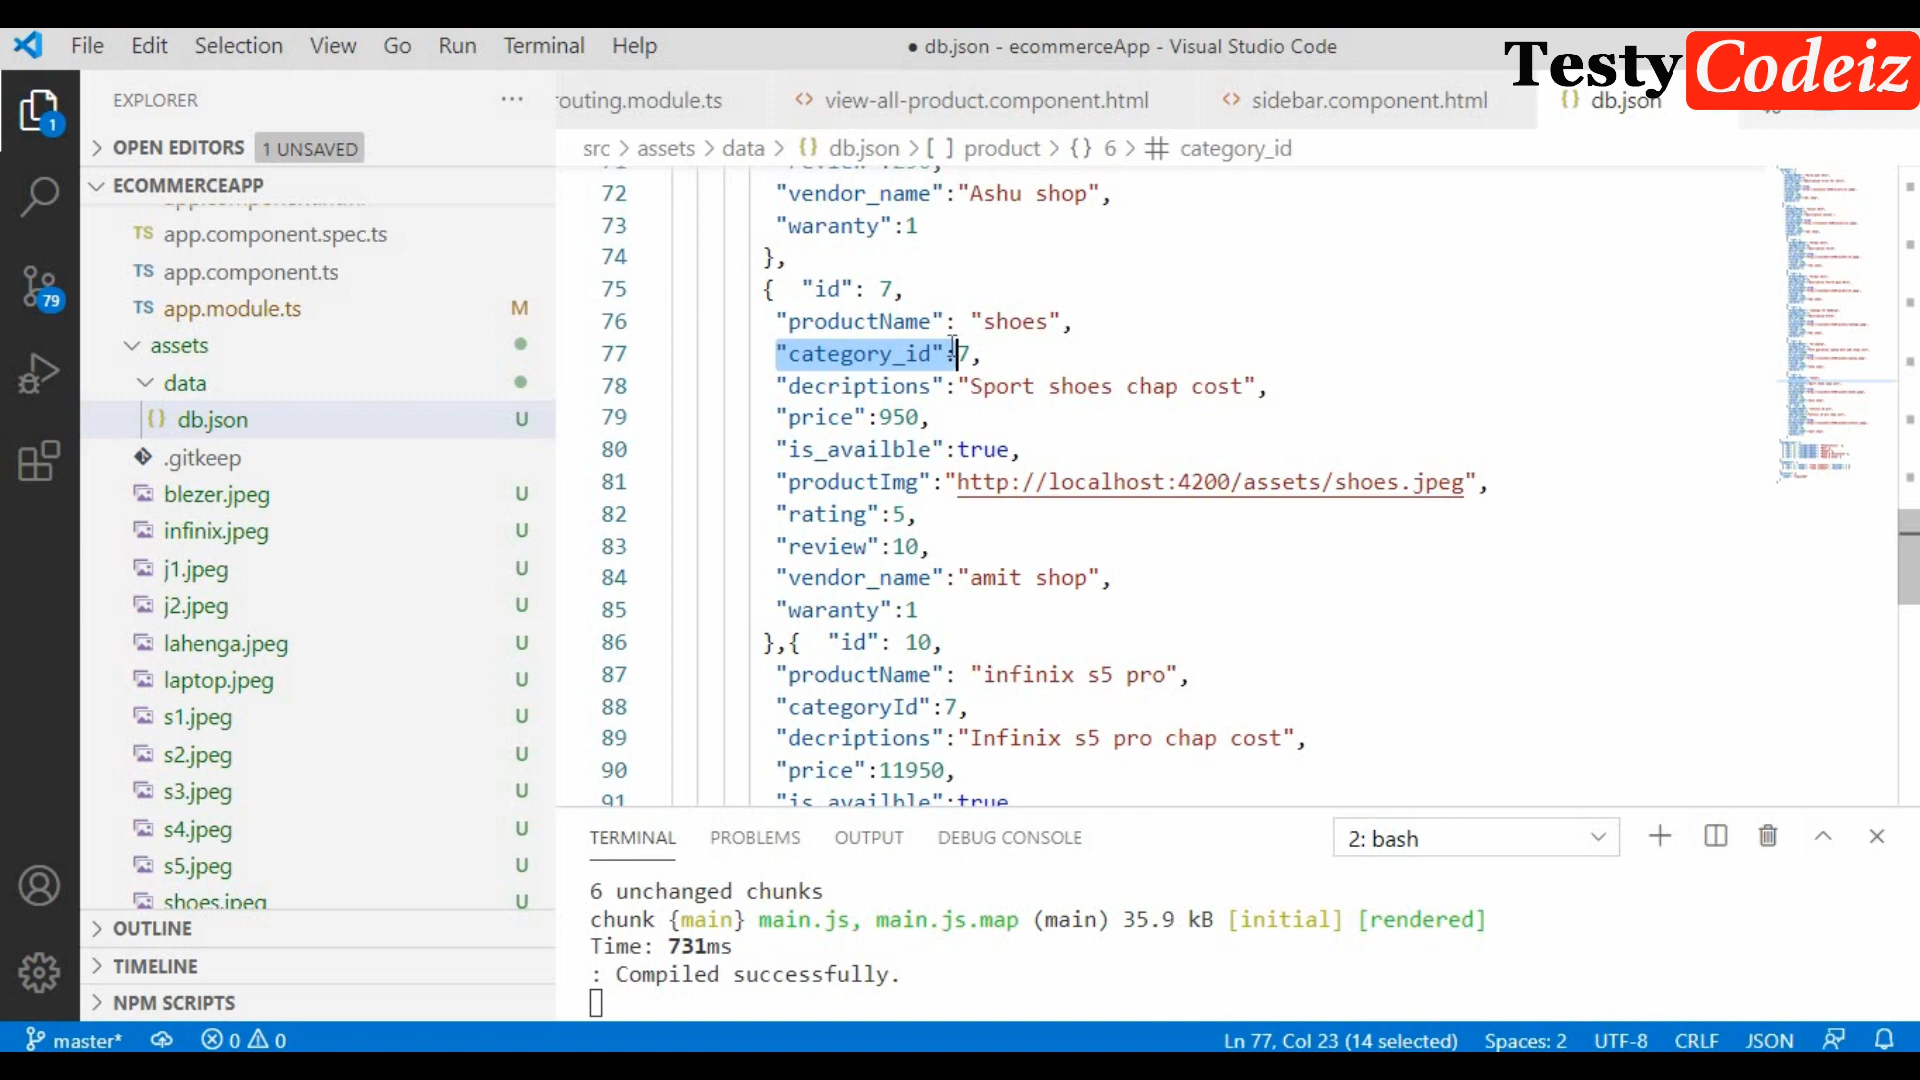 File Edit Selection View Go Run Terminal Help
● db.json - ecommerceApp - Visual Studio Code
Testy Codeiz
EXPLORER ...
outing.module.ts <> view-all-product.component.html <> sidebar.component.html {} db.json
OPEN EDITORS 1 UNSAVED
src > assets > data > {} db.json > [ ] product > {} 6 > # category_id
ECOMMERCEAPP
TS app.component.spec.ts
TS app.component.ts
TS app.module.ts M
assets
data
{} db.json U
.gitkeep
blezer.jpeg U
infinix.jpeg U
j1.jpeg U
j2.jpeg U
lahenga.jpeg U
laptop.jpeg U
s1.jpeg U
s2.jpeg U
s3.jpeg U
s4.jpeg U
s5.jpeg U
shoes.jpeg U
OUTLINE
TIMELINE
NPM SCRIPTS
1
79
72 "vendor_name":"Ashu shop",
73 "waranty":1
74 },
75 { "id": 7,
76 "productName": "shoes",
77 "category_id":7,
78 "decriptions":"Sport shoes chap cost",
79 "price":950,
80 "is_availble":true,
81 "productImg":"http://localhost:4200/assets/shoes.jpeg",
82 "rating":5,
83 "review":10,
84 "vendor_name":"amit shop",
85 "waranty":1
86 },{ "id": 10,
87 "productName": "infinix s5 pro",
88 "categoryId":7,
89 "decriptions":"Infinix s5 pro chap cost",
90 "price":11950,
91 "is_availble":true
TERMINAL PROBLEMS OUTPUT DEBUG CONSOLE 2: bash
6 unchanged chunks
chunk {main} main.js, main.js.map (main) 35.9 kB [initial] [rendered]
Time: 731ms
: Compiled successfully.
master* 0 0 Ln 77, Col 23 (14 selected) Spaces: 2 UTF-8 CRLF JSON